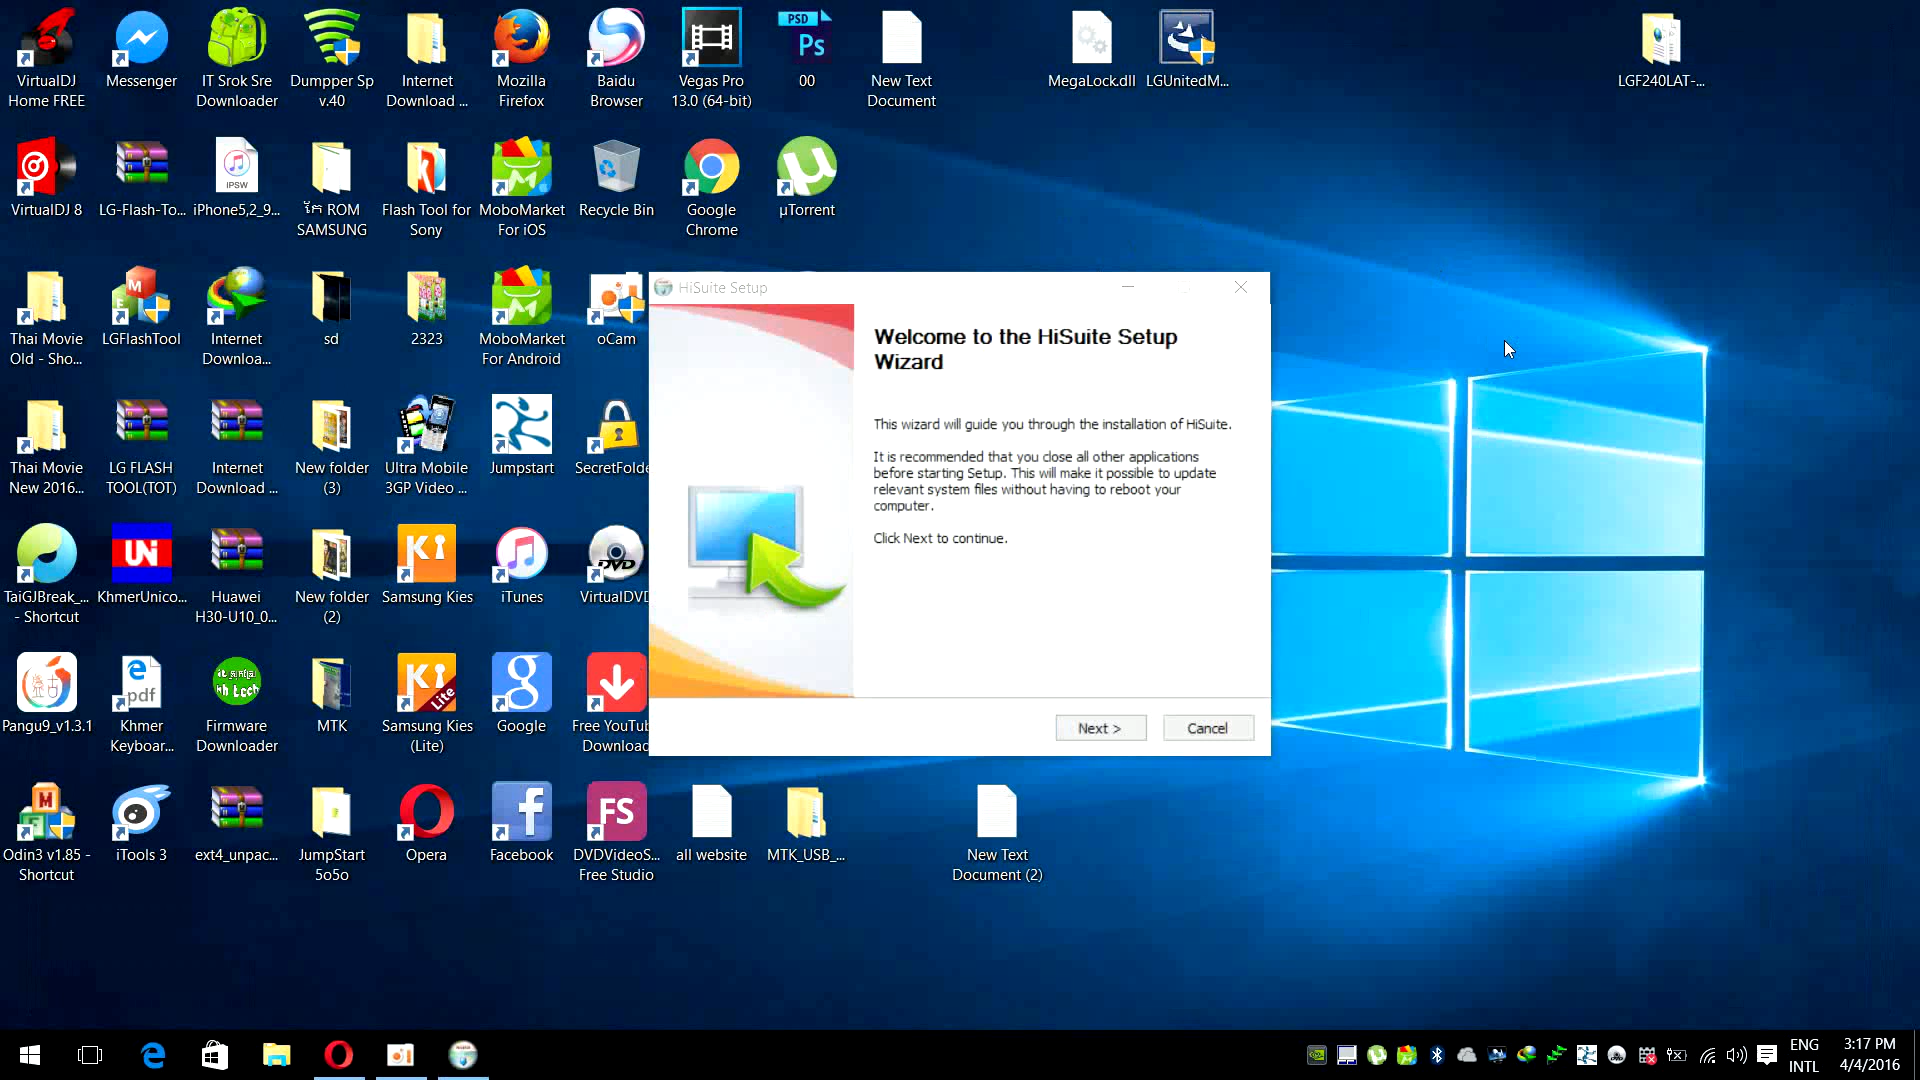 VirtualDJ
Home FREE
Messenger
IT Srok Sre
Downloader
Dumpper Sp
v.40
Internet
Download ...
Mozilla
Firefox
Baidu
Browser
Vegas Pro
13.0 (64-bit)
PSD
Ps
00
New Text
Document
MegaLock.dll
LGUnitedM...
LGF240LAT-...
VirtualDJ 8
LG-Flash-To...
IPSW
iPhone5,2_9...
កែ ROM
SAMSUNG
Flash Tool for
Sony
MoboMarket
For iOS
Recycle Bin
Google
Chrome
µTorrent
Thai Movie
Old - Sho...
LGFlashTool
Internet
Downloa...
sd
2323
MoboMarket
For Android
oCam
Thai Movie
New 2016...
LG FLASH
TOOL(TOT)
Internet
Download ...
New folder
(3)
Ultra Mobile
3GP Video ...
Jumpstart
SecretFolde
TaiGJBreak_...
- Shortcut
UNi
KhmerUnico...
Huawei
H30-U10_0...
New folder
(2)
Samsung Kies
iTunes
DVD
VirtualDVD
Pangu9_v1.3.1
pdf
Khmer
Keyboar...
Firmware
Downloader
MTK
Lite
Samsung Kies
(Lite)
Google
Free YouTub
Download
Odin3 v1.85 -
Shortcut
iTools 3
ext4_unpac...
JumpStart
5o5o
Opera
Facebook
FS
DVDVideoS...
Free Studio
all website
MTK_USB_...
New Text
Document (2)
HiSuite Setup
Welcome to the HiSuite Setup
Wizard
This wizard will guide you through the installation of HiSuite.
It is recommended that you close all other applications
before starting Setup. This will make it possible to update
relevant system files without having to reboot your
computer.
Click Next to continue.
Next >
Cancel
ENG
INTL
3:17 PM
4/4/2016